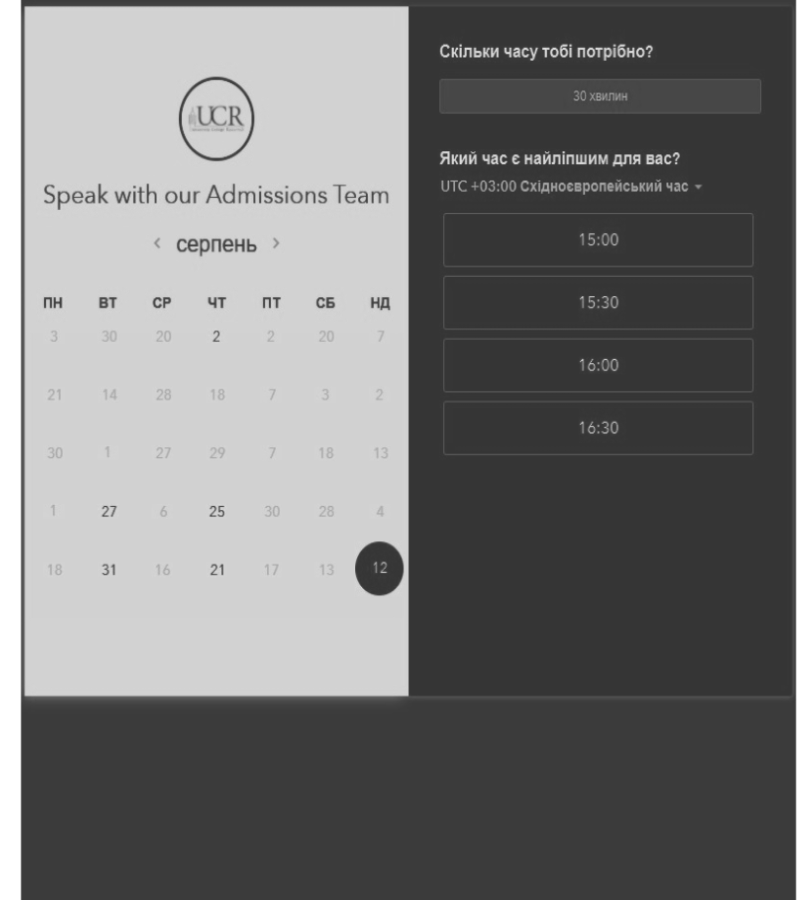 UCR
Speak with our Admissions Team
< серпень >
ПН ВТ СР ЧТ ПТ СБ НД
3 30 20 2 2 20 7
21 14 28 18 7 3 2
30 1 27 29 7 18 13
1 27 6 25 30 28 4
18 31 16 21 17 13 12
Скільки часу тобі потрібно?
30 хвилин
Який час є найліпшим для вас?
UTC +03:00 Східноєвропейський час
15:00
15:30
16:00
16:30